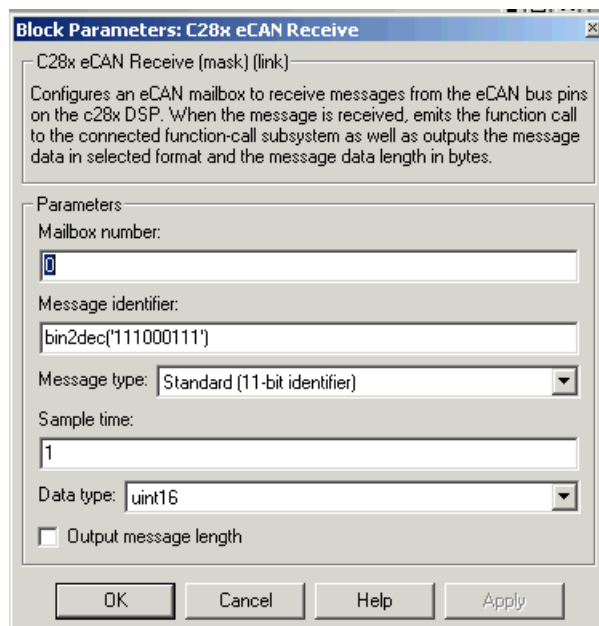 Block Parameters: C28x eCAN Receive
C28x eCAN Receive (mask) (link)
Configures an eCAN mailbox to receive messages from the eCAN bus pins
on the c28x DSP. When the message is received, emits the function call
to the connected function-call subsystem as well as outputs the message
data in selected format and the message data length in bytes.
Parameters
Mailbox number:
0
Message identifier:
bin2dec('111000111')
Message type: Standard (11-bit identifier)
Sample time:
1
Data type: uint16
Output message length
OK Cancel Help Apply